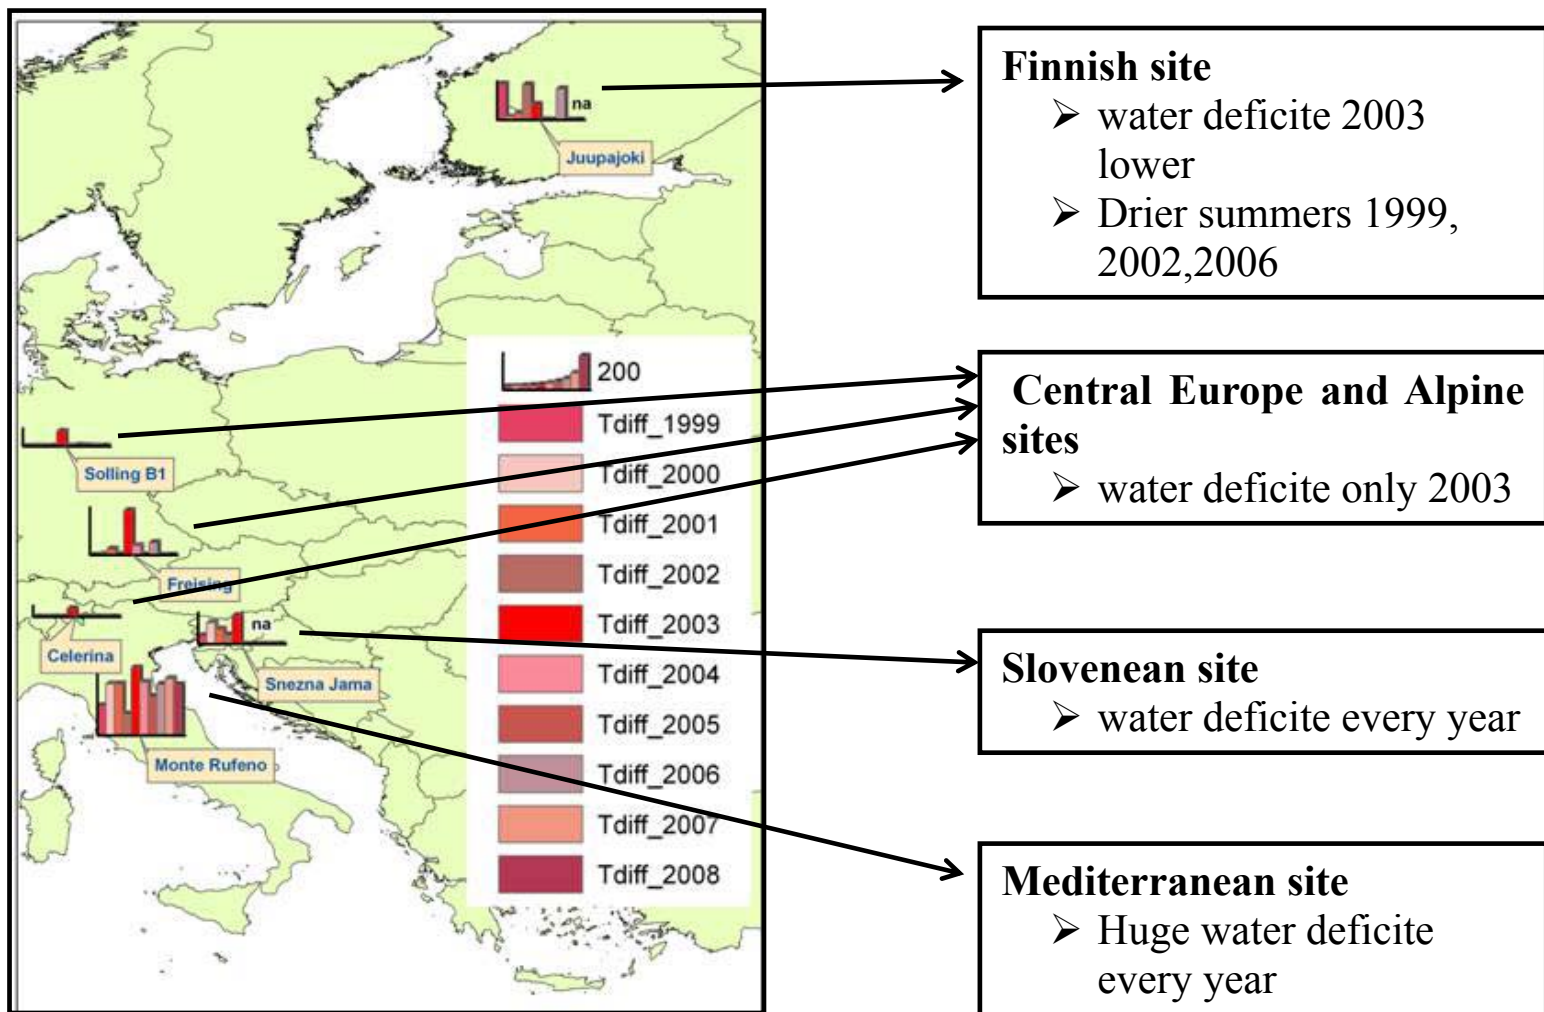 na
Juupajoki
200
Tdiff_1999
Tdiff_2000
Tdiff_2001
Tdiff_2002
Tdiff_2003
Tdiff_2004
Tdiff_2005
Tdiff_2006
Tdiff_2007
Tdiff_2008
Solling B1
Freising
Celerina
na
Snezna Jama
Monte Rufeno
Finnish site
➢ water deficite 2003
lower
➢ Drier summers 1999,
2002,2006
Central Europe and Alpine
sites
➢ water deficite only 2003
Slovenean site
➢ water deficite every year
Mediterranean site
➢ Huge water deficite
every year